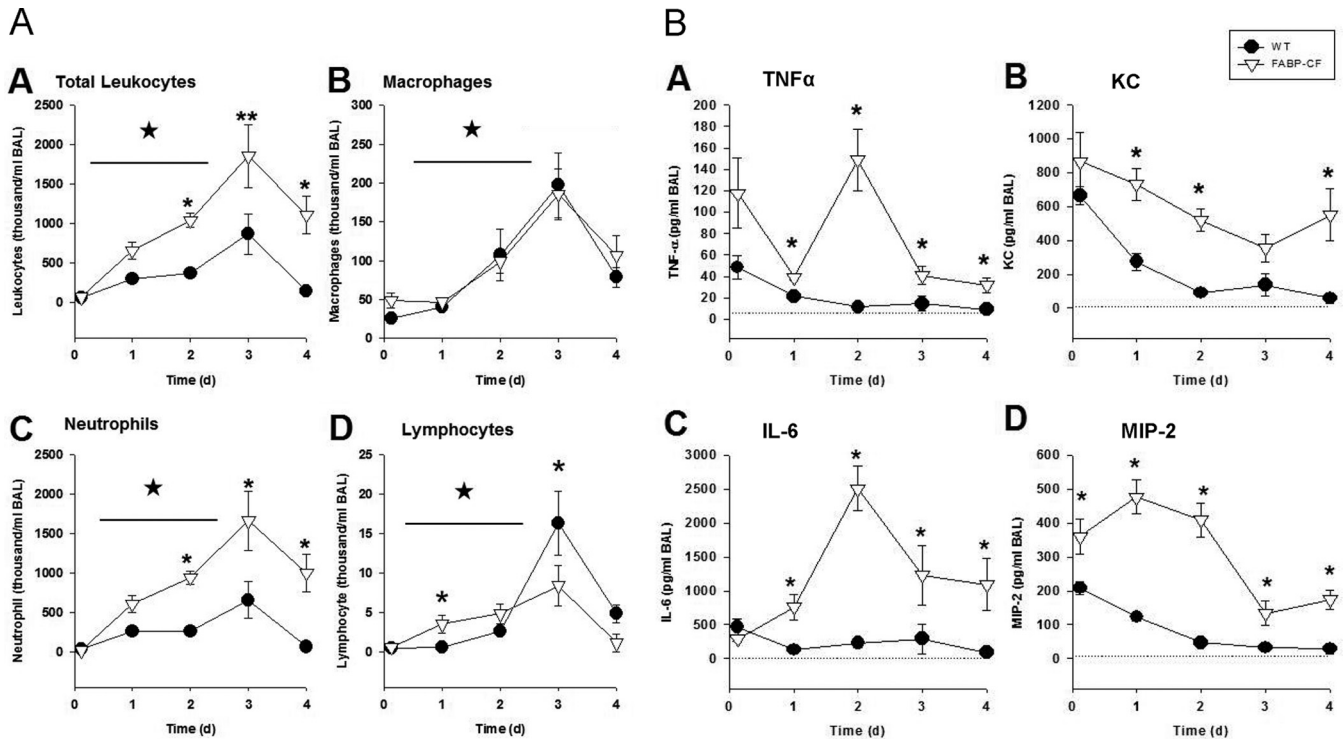 A
B
WT
FABP-CF
A Total Leukocytes
Leukocytes (thousand/ml BAL)
2500
2000
1500
1000
500
0
★
*
**
*
0 1 2 3 4
Time (d)
B Macrophages
Macrophages (thousand/ml BAL)
300
250
200
150
100
50
0
★
0 1 2 3 4
Time (d)
A TNFα
TNF-α (pg/ml BAL)
200
180
160
140
120
100
80
60
40
20
0
*
*
*
*
0 1 2 3 4
Time (d)
B KC
KC (pg/ml BAL)
1200
1000
800
600
400
200
0
*
*
*
0 1 2 3 4
Time (d)
C Neutrophils
Neutrophil (thousand/ml BAL)
2500
2000
1500
1000
500
0
★
*
*
*
0 1 2 3 4
Time (d)
D Lymphocytes
Lymphocyte (thousand/ml BAL)
25
20
15
10
5
0
★
*
*
0 1 2 3 4
Time (d)
C IL-6
IL-6 (pg/ml BAL)
3000
2500
2000
1500
1000
500
0
*
*
*
*
0 1 2 3 4
Time (d)
D MIP-2
MIP-2 (pg/ml BAL)
600
500
400
300
200
100
0
*
*
*
*
*
0 1 2 3 4
Time (d)